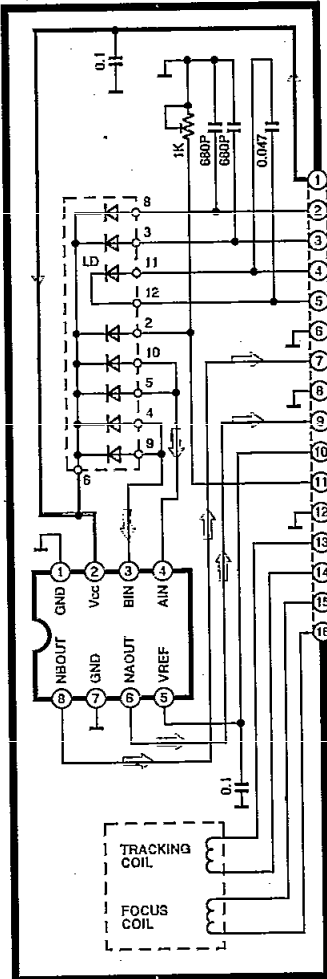 0.1
1K
680P
680P
0.047
1
2
3
4
5
6
7
8
9
10
11
12
13
14
15
16
8
3
LD
11
12
2
10
5
4
9
6
1
2
3
4
GND
Vcc
BIN
AIN
NBOUT
GND
NAOUT
VREF
8
7
6
5
0.1
TRACKING
COIL
FOCUS
COIL